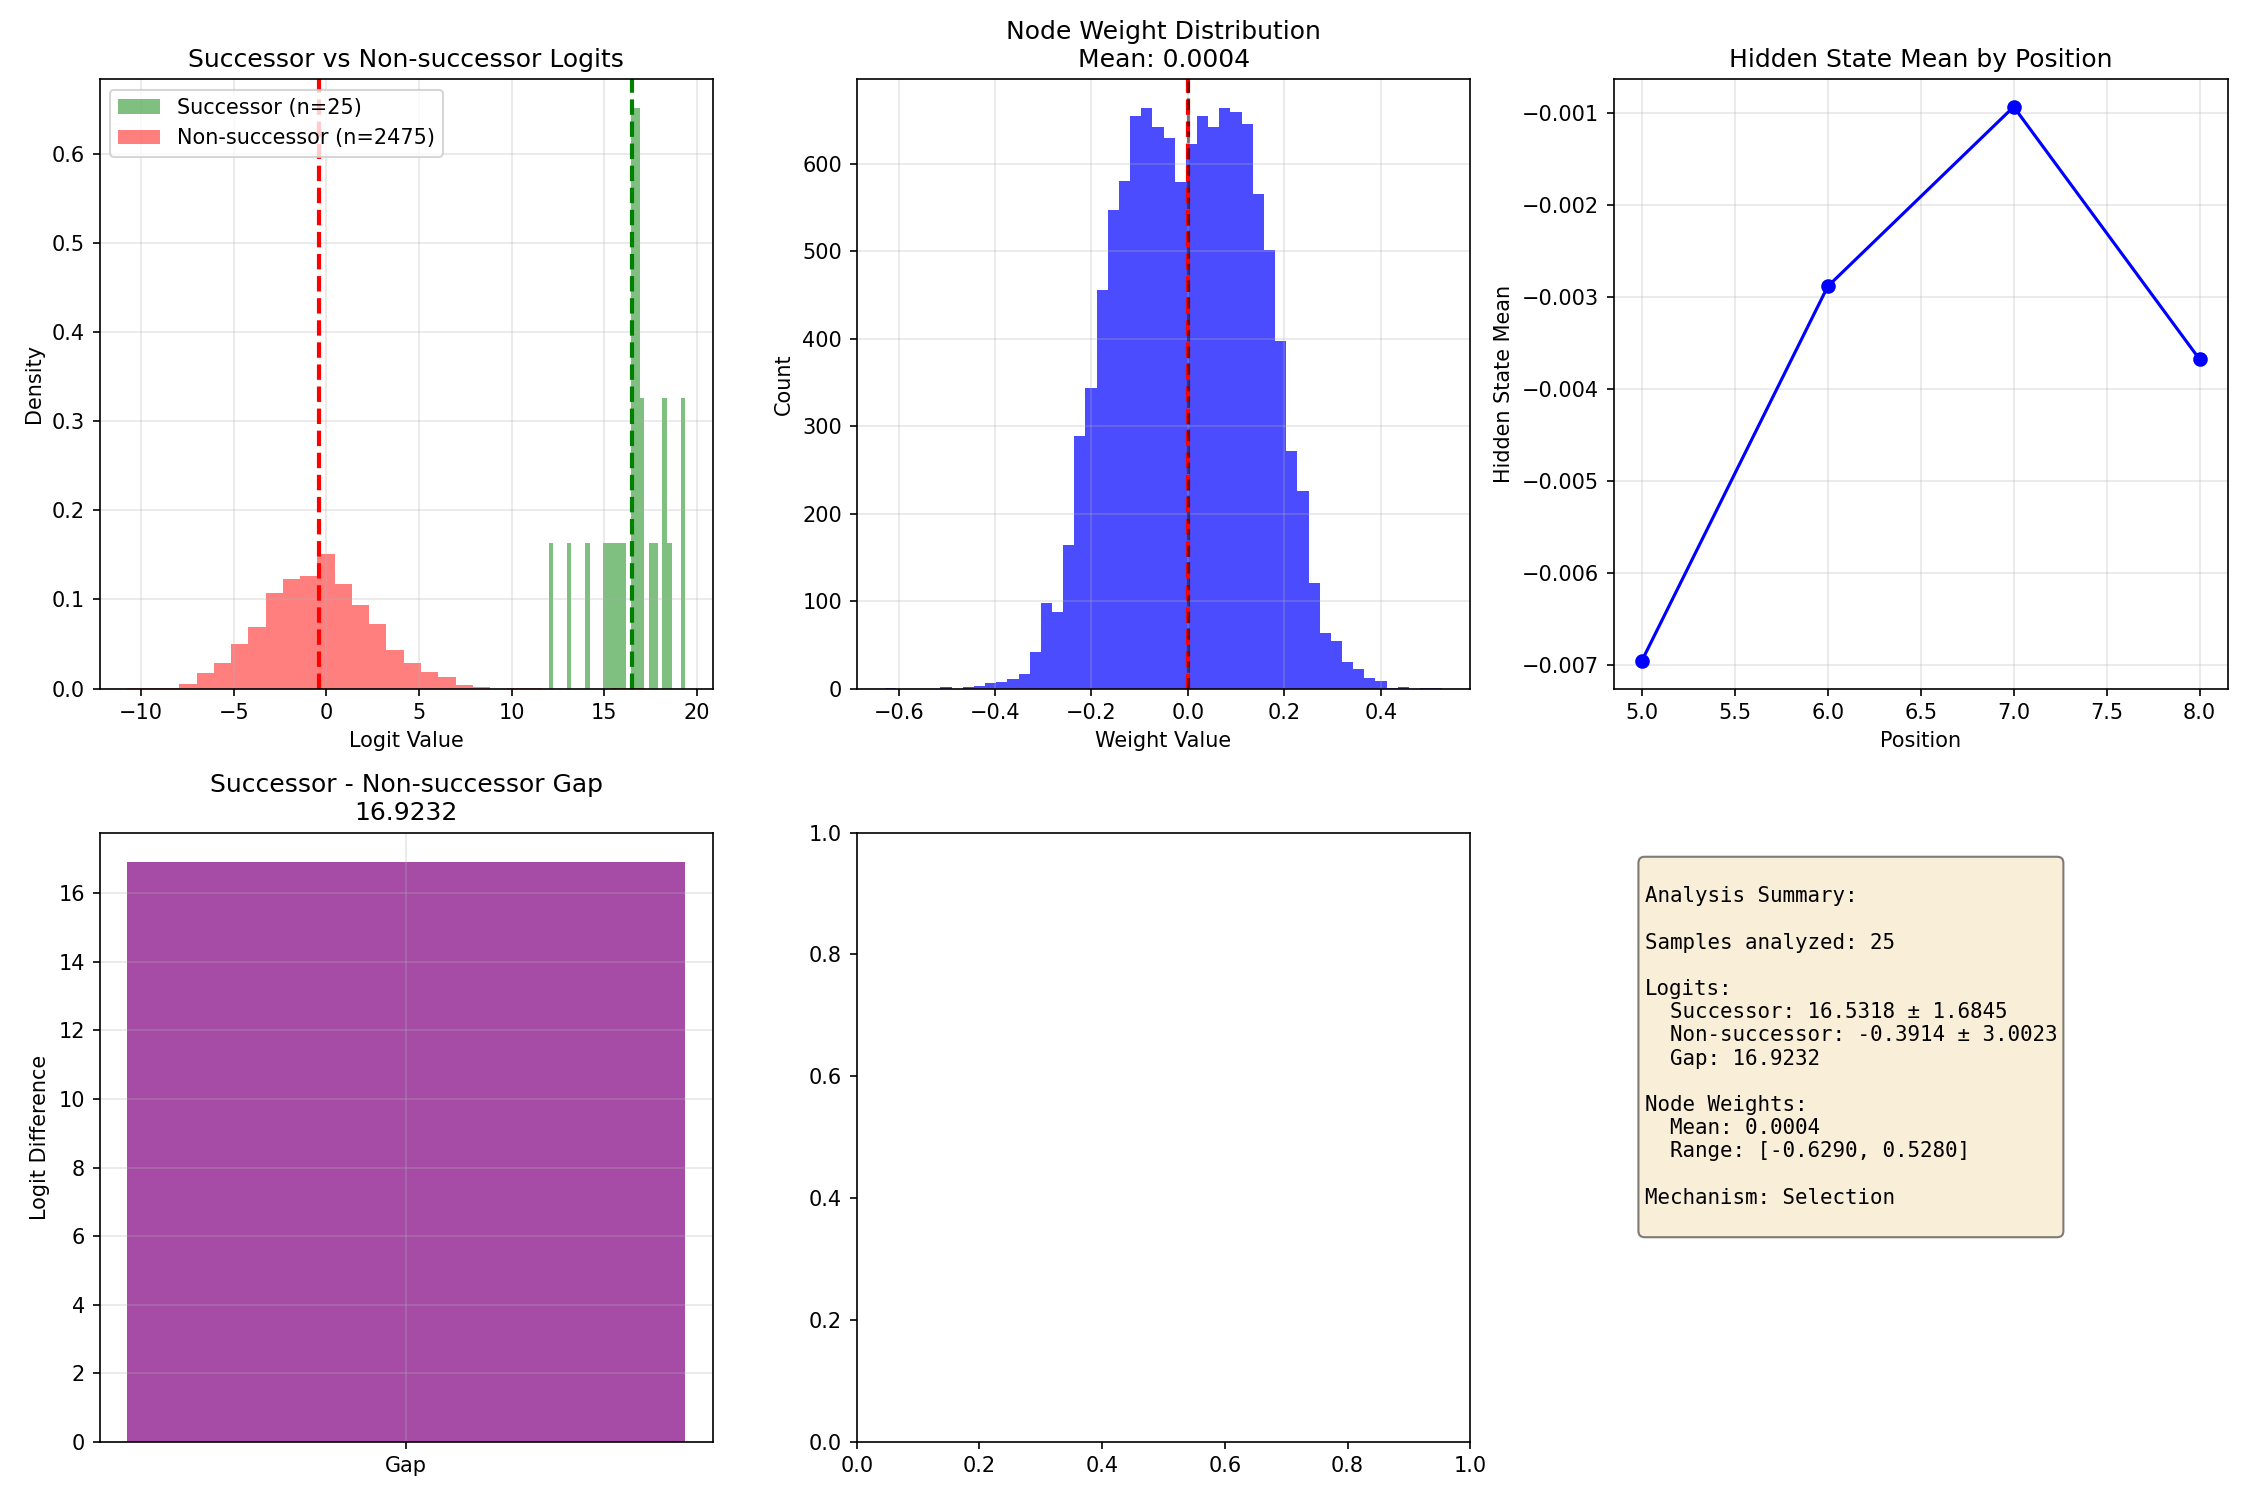 Successor vs Non-successor Logits
Successor (n=25)
Non-successor (n=2475)
Density
0.6
0.5
0.4
0.3
0.2
0.1
0.0
−10 −5 0 5 10 15 20
Logit Value
Node Weight Distribution
Mean: 0.0004
Count
600
500
400
300
200
100
0
−0.6 −0.4 −0.2 0.0 0.2 0.4
Weight Value
Hidden State Mean by Position
Hidden State Mean
−0.001
−0.002
−0.003
−0.004
−0.005
−0.006
−0.007
5.0 5.5 6.0 6.5 7.0 7.5 8.0
Position
Successor - Non-successor Gap
16.9232
Logit Difference
16
14
12
10
8
6
4
2
0
Gap
1.0
0.8
0.6
0.4
0.2
0.0
0.0 0.2 0.4 0.6 0.8 1.0
Analysis Summary:
Samples analyzed: 25
Logits:
Successor: 16.5318 ± 1.6845
Non-successor: -0.3914 ± 3.0023
Gap: 16.9232
Node Weights:
Mean: 0.0004
Range: [-0.6290, 0.5280]
Mechanism: Selection